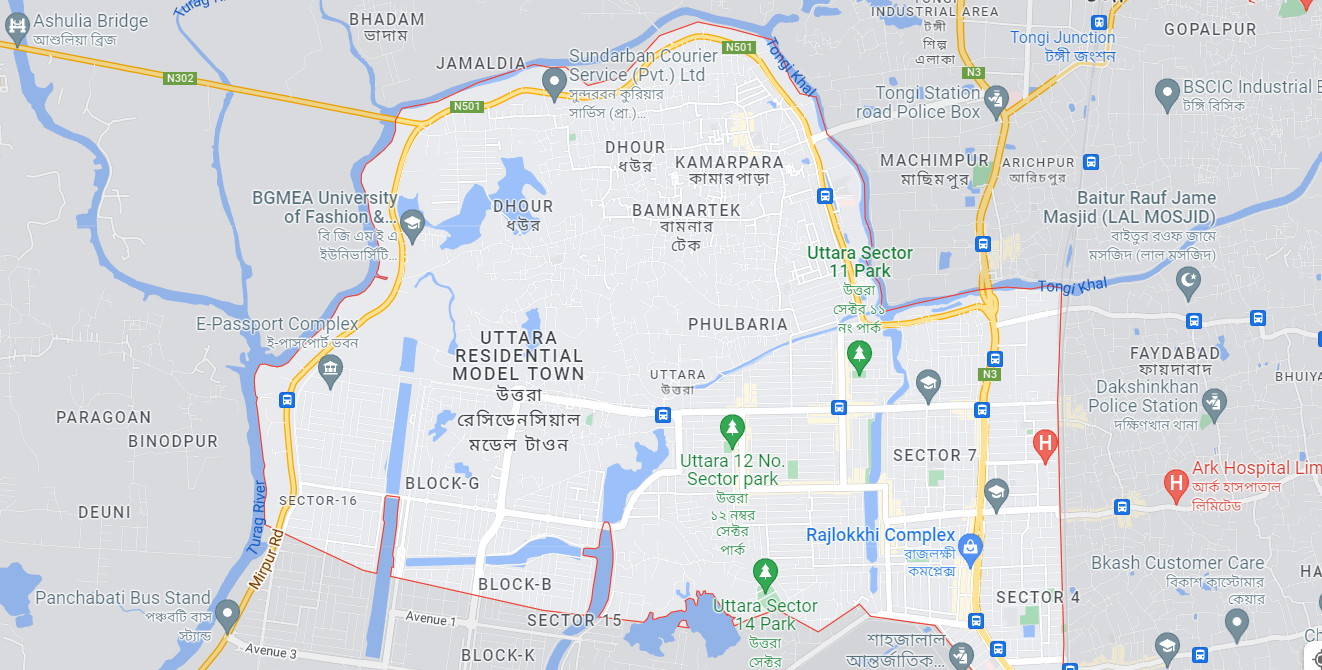 Turag River
Ashulia Bridge
আশুলিয়া ব্রিজ
BHADAM
ভাদাম
INDUSTRIAL AREA
টঙ্গী
শিল্প
এলাকা
GOPALPUR
Tongi Junction
টঙ্গী জংশন
N501
JAMALDIA
Sundarban Courier
Service (Pvt.) Ltd
সুন্দরবন কুরিয়ার
সার্ভিস (প্রা.)...
Tongi Khal
N302
N501
N3
Tongi Station
road Police Box
BSCIC Industrial E
টঙ্গি বিসিক
DHOUR
ধউর
KAMARPARA
কামারপাড়া
MACHIMPUR
মাছিমপুর
ARICHPUR
আরিচপুর
BGMEA University
of Fashion &...
বি জি এম ই এ
ইউনিভার্সিটি...
DHOUR
ধউর
BAMNARTEK
বামনার
টেক
Baitur Rauf Jame
Masjid (LAL MOSJID)
বাইতুর রওফ জামে
মসজিদ (লাল মসজিদ)
Uttara Sector
11 Park
উত্তরা
সেক্টর ১১
নং পার্ক
Tongi Khal
E-Passport Complex
ই-পাসপোর্ট ভবন
PHULBARIA
UTTARA
RESIDENTIAL
MODEL TOWN
উত্তরা
রেসিডেনসিয়াল
মডেল টাওন
UTTARA
উত্তরা
N3
FAYDABAD
ফায়দাবাদ
BHUIYA
Dakshinkhan
Police Station
দক্ষিণখান থানা
PARAGOAN
BINODPUR
SECTOR 7
Uttara 12 No.
Sector park
উত্তরা
১২ নম্বর
সেক্টর
পার্ক
Ark Hospital Lim
আর্ক হাসপাতাল
লিমিটেড
BLOCK-G
SECTOR-16
DEUNI
Turag River
Mirpur Rd
Rajlokkhi Complex
রাজলক্ষী
কমপ্লেক্স
Bkash Customer Care
বিকাশ কাস্টোমার
কেয়ার
HA
BLOCK-B
Panchabati Bus Stand
পঞ্চবটি বাস
স্ট্যান্ড
SECTOR 4
Uttara Sector
14 Park
উত্তরা
সেক্টর
Avenue 1
SECTOR 15
Avenue 3
BLOCK-K
শাহজালাল
আন্তর্জাতিক...
Ch